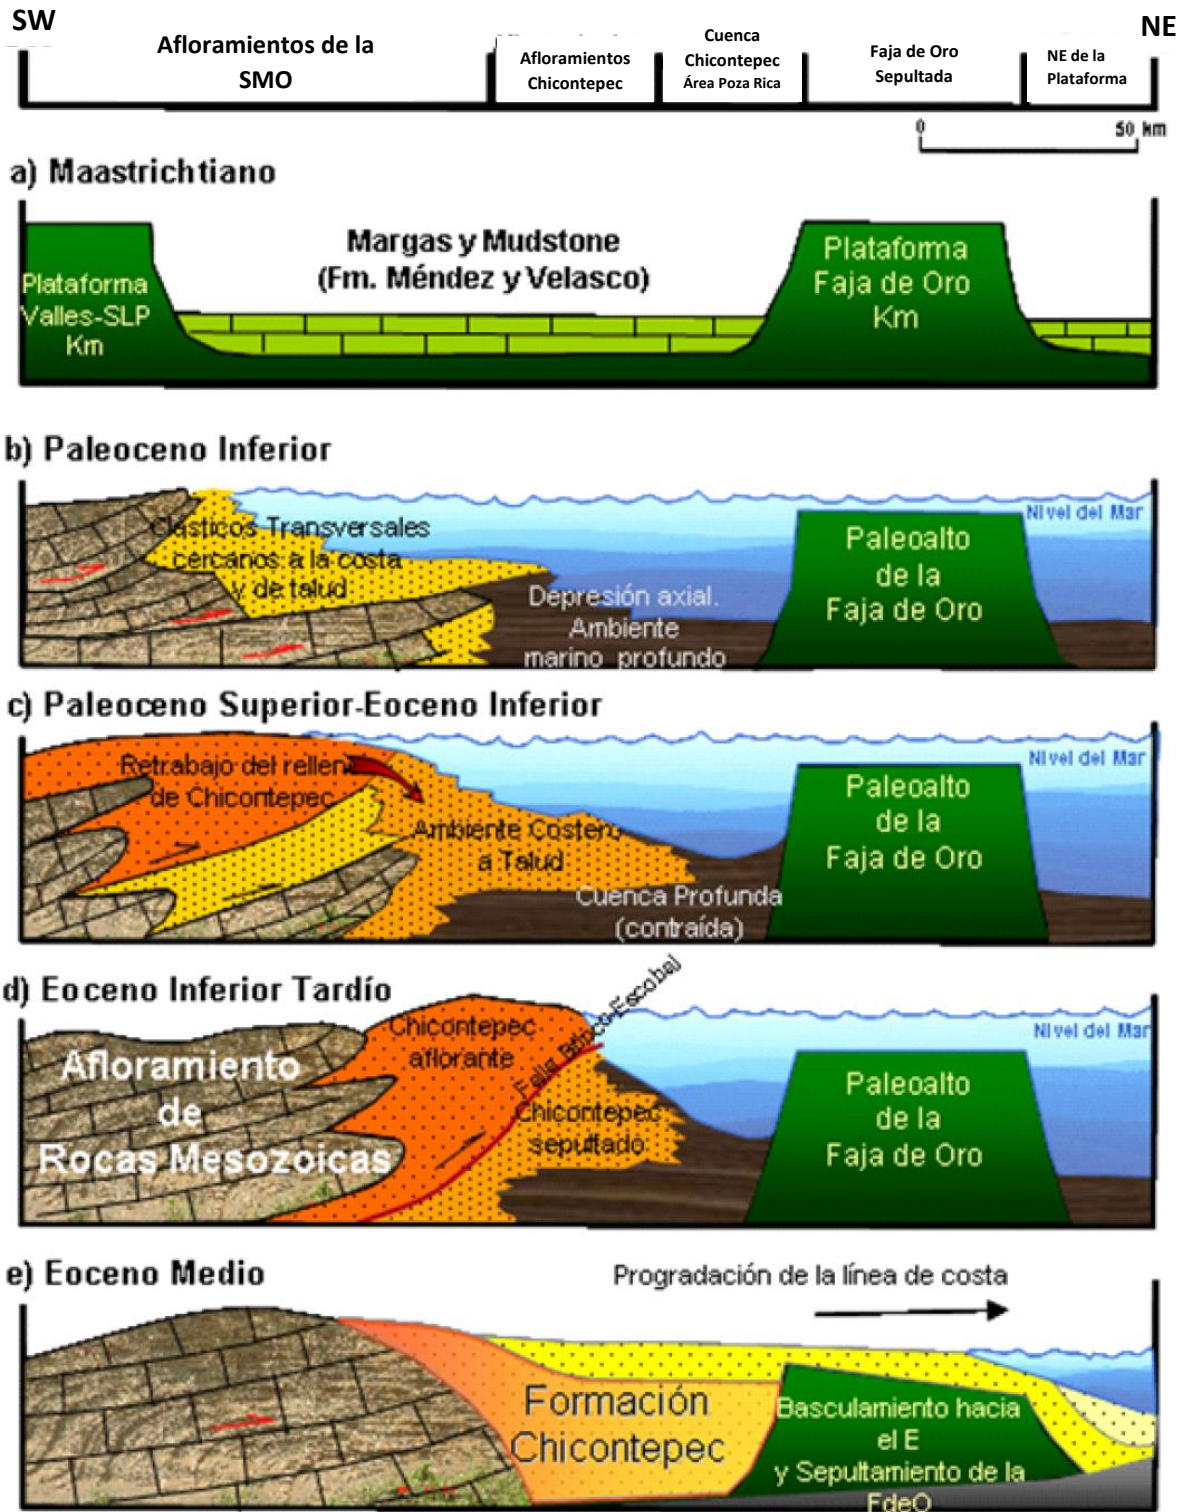 SW
NE
Afloramientos de la
SMO
Afloramientos
Chicontepec
Cuenca
Chicontepec
Área Poza Rica
Faja de Oro
Sepultada
NE de la
Plataforma
0 50 km
a) Maastrichtiano
Margas y Mudstone
(Fm. Méndez y Velasco)
Plataforma
Valles-SLP
Km
Plataforma
Faja de Oro
Km
b) Paleoceno Inferior
Clásticos Transversales
cercanos a la costa
y de talud
Depresión axial.
Ambiente
marino profundo
Nivel del Mar
Paleoalto
de la
Faja de Oro
c) Paleoceno Superior-Eoceno Inferior
Retrabajo del rellen
de Chicontepec
Ambiente Costero
a Talud
Cuenca Profunda
(contraída)
Nivel del Mar
Paleoalto
de la
Faja de Oro
d) Eoceno Inferior Tardío
Afloramiento
de
Rocas Mesozoicas
Chicontepec
aflorante
Chicontepec
sepultado
Nivel del Mar
Paleoalto
de la
Faja de Oro
e) Eoceno Medio
Progradación de la línea de costa
Formación
Chicontepec
Basculamiento hacia
el E
y Sepultamiento de la
FdeO